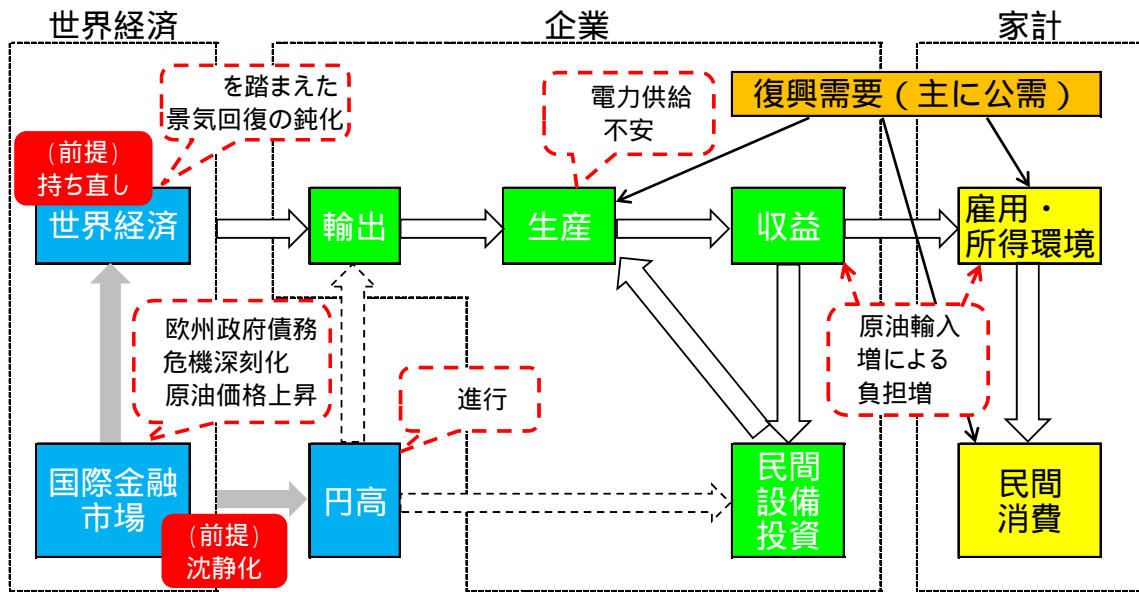 世界経済
企業
家計
を踏まえた
景気回復の鈍化
電力供給
不安
復興需要(主に公需)
(前提)
持ち直し
世界経済
輸出
生産
収益
雇用・
所得環境
欧州政府債務
危機深刻化
原油価格上昇
進行
原油輸入
増による
負担増
国際金融
市場
(前提)
沈静化
円高
民間
設備
投資
民間
消費